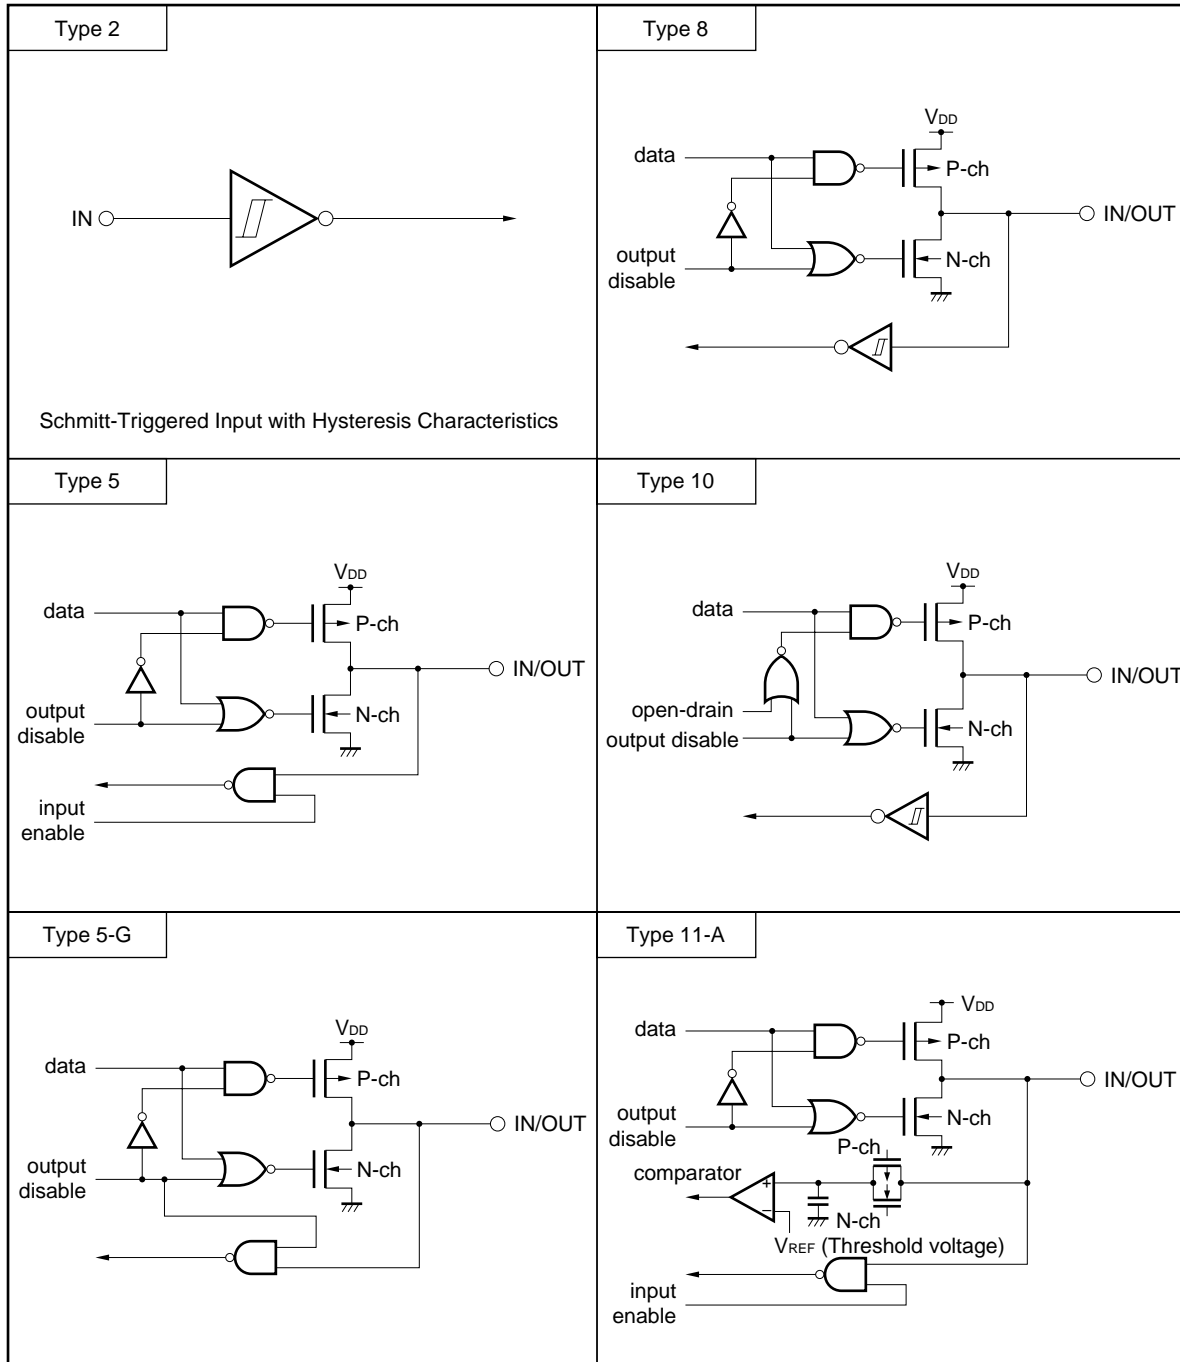 Type 2
IN
Schmitt-Triggered Input with Hysteresis Characteristics
Type 8
VDD
data
P-ch
IN/OUT
output
disable
N-ch
Type 5
VDD
data
P-ch
IN/OUT
output
disable
N-ch
input
enable
Type 10
VDD
data
P-ch
IN/OUT
open-drain
output disable
N-ch
Type 5-G
VDD
data
P-ch
IN/OUT
output
disable
N-ch
Type 11-A
VDD
data
P-ch
IN/OUT
output
disable
N-ch
P-ch
comparator
+
−
N-ch
VREF (Threshold voltage)
input
enable